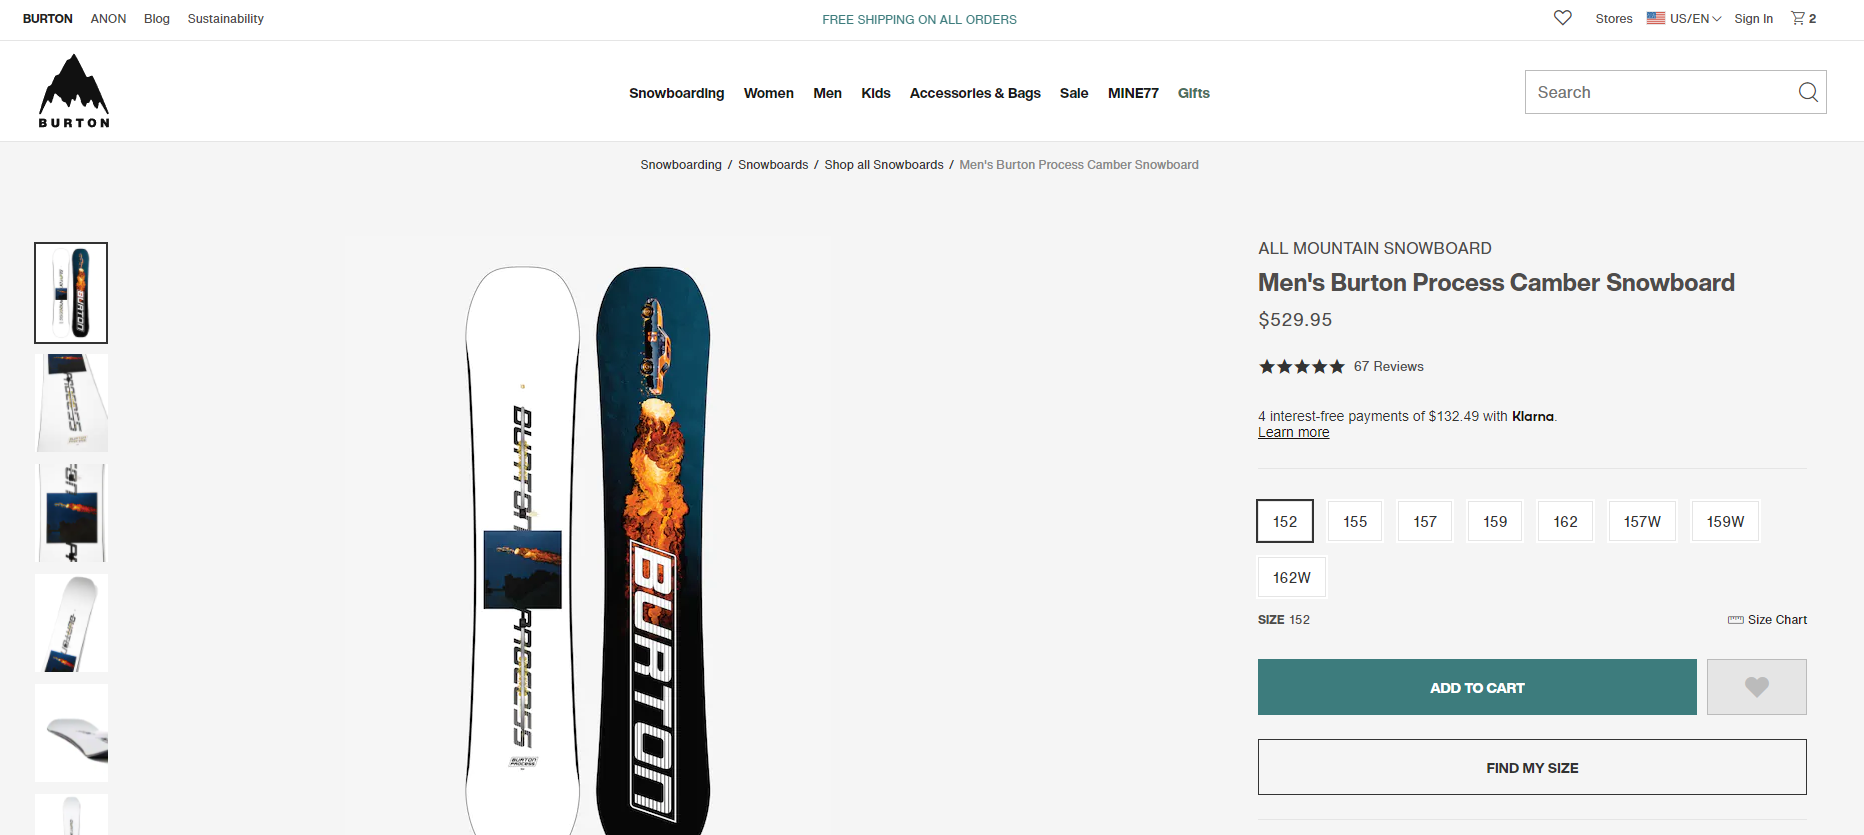 BURTON ANON Blog Sustainability
FREE SHIPPING ON ALL ORDERS
Stores US/EN Sign In 2
BURTON
Snowboarding Women Men Kids Accessories & Bags Sale MINE77 Gifts
Search
Snowboarding / Snowboards / Shop all Snowboards / Men's Burton Process Camber Snowboard
ALL MOUNTAIN SNOWBOARD
Men's Burton Process Camber Snowboard
$529.95
67 Reviews
4 interest-free payments of $132.49 with Klarna.
Learn more
152 155 157 159 162 157W 159W
162W
SIZE 152
Size Chart
ADD TO CART
FIND MY SIZE
BURTON
PROCESS
BURTON
PROCESS
BURTON